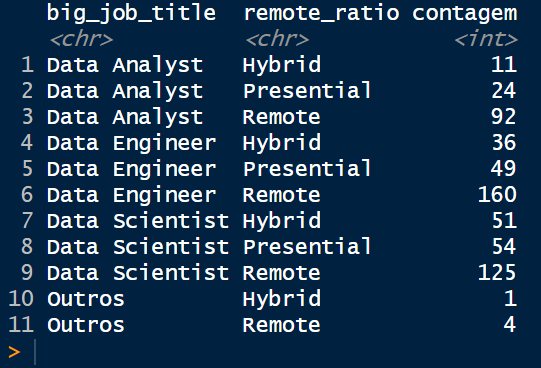 big_job_title remote_ratio contagem
<chr> <chr> <int>
1 Data Analyst Hybrid 11
2 Data Analyst Presential 24
3 Data Analyst Remote 92
4 Data Engineer Hybrid 36
5 Data Engineer Presential 49
6 Data Engineer Remote 160
7 Data Scientist Hybrid 51
8 Data Scientist Presential 54
9 Data Scientist Remote 125
10 Outros Hybrid 1
11 Outros Remote 4
>